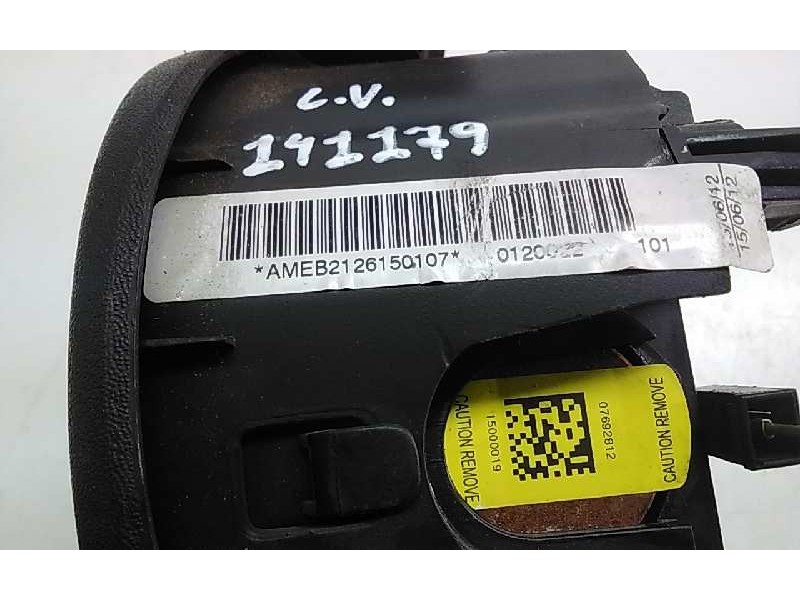 C.V.
141179
*AMEB2126150107* 101
15/06/12
CAUTION REMOVE
15000019
07692812
CAUTION REMOVE